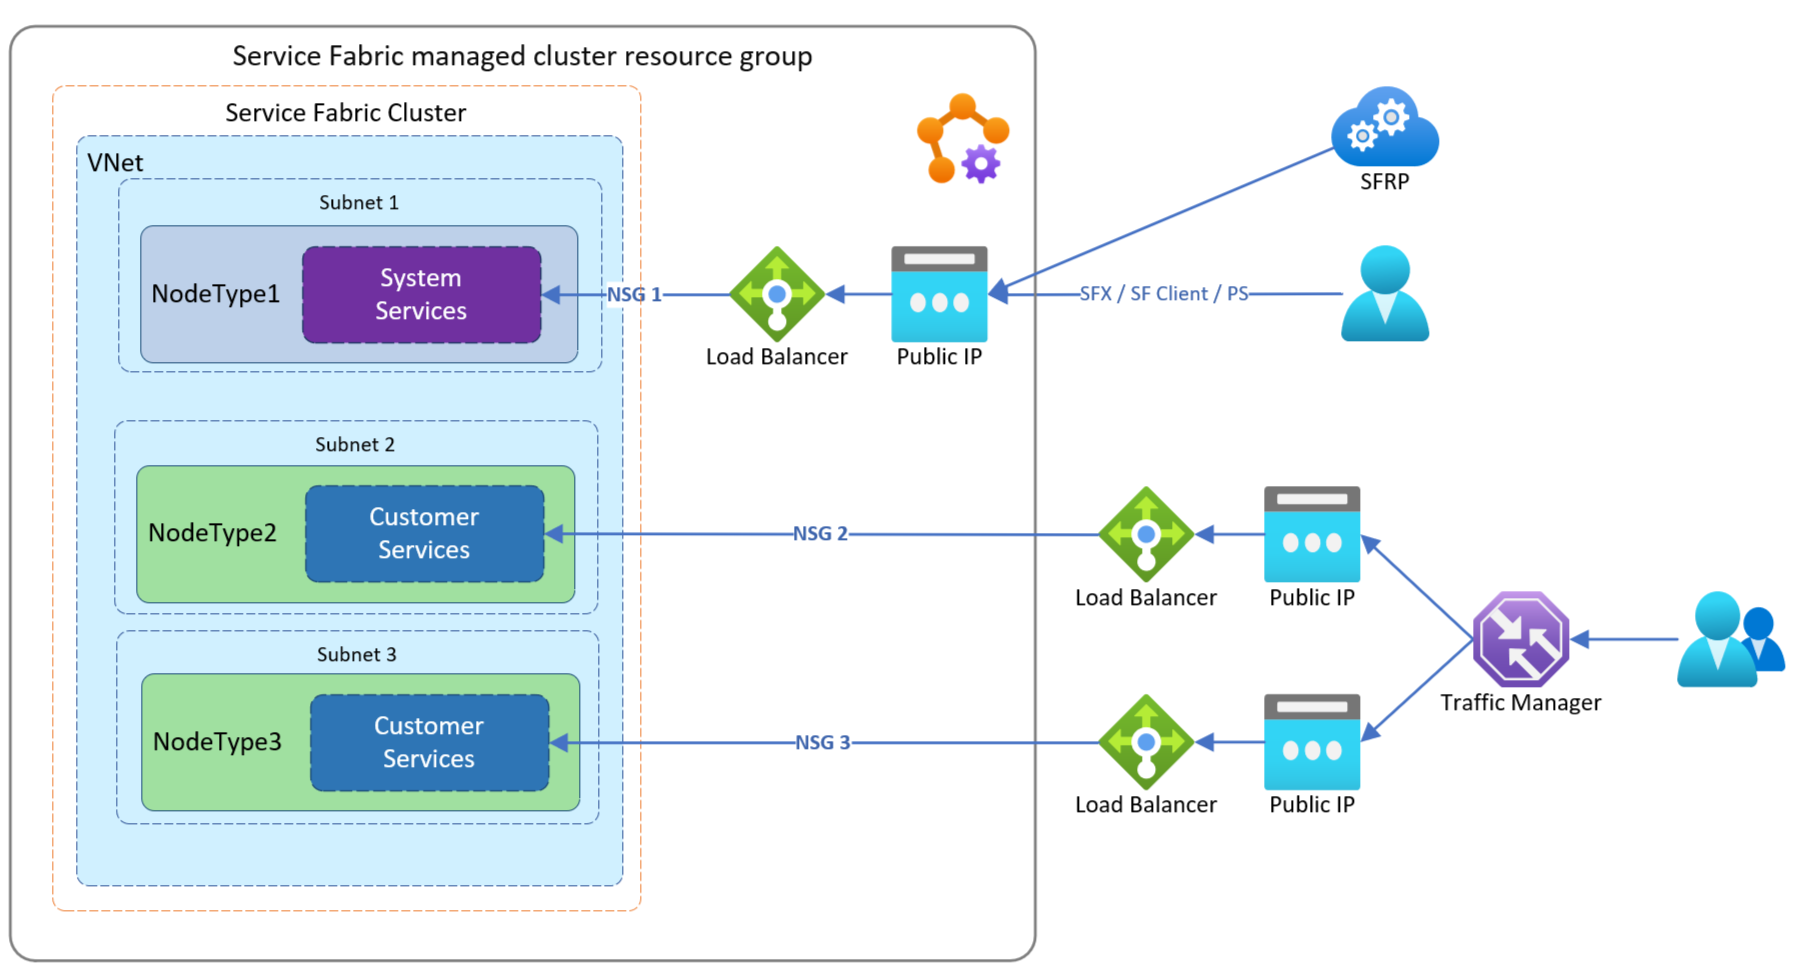 Service Fabric managed cluster resource group
Service Fabric Cluster
VNet
Subnet 1
NodeType1
System
Services
NSG 1
Load Balancer
Public IP
SFX / SF Client / PS
SFRP
Subnet 2
NodeType2
Customer
Services
NSG 2
Load Balancer
Public IP
Traffic Manager
Subnet 3
NodeType3
Customer
Services
NSG 3
Load Balancer
Public IP